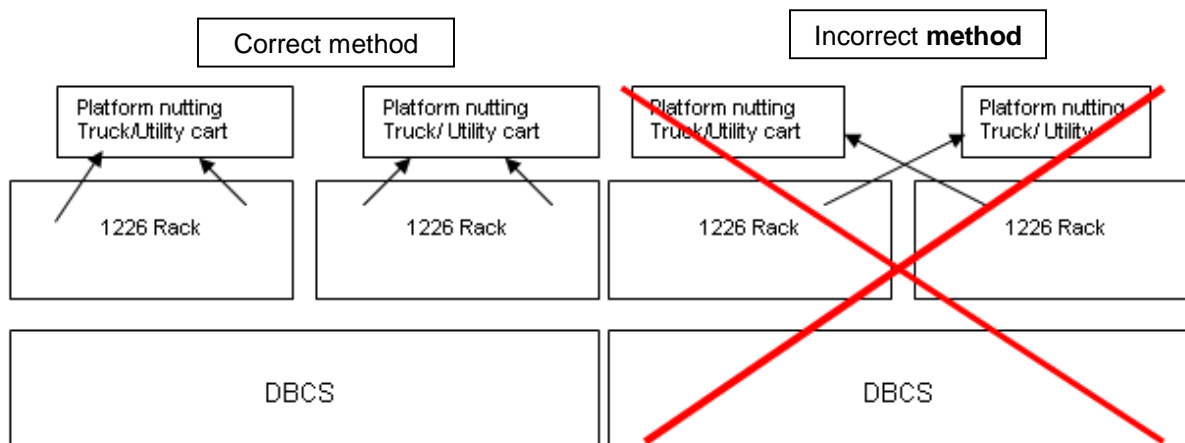 Correct method
Incorrect method
Platform nutting
Truck/Utility cart
Platform nutting
Truck/ Utility cart
Platform nutting
Truck/Utility cart
Platform nutting
Truck/ Utility
1226 Rack
1226 Rack
1226 Rack
1226 Rack
DBCS
DBCS